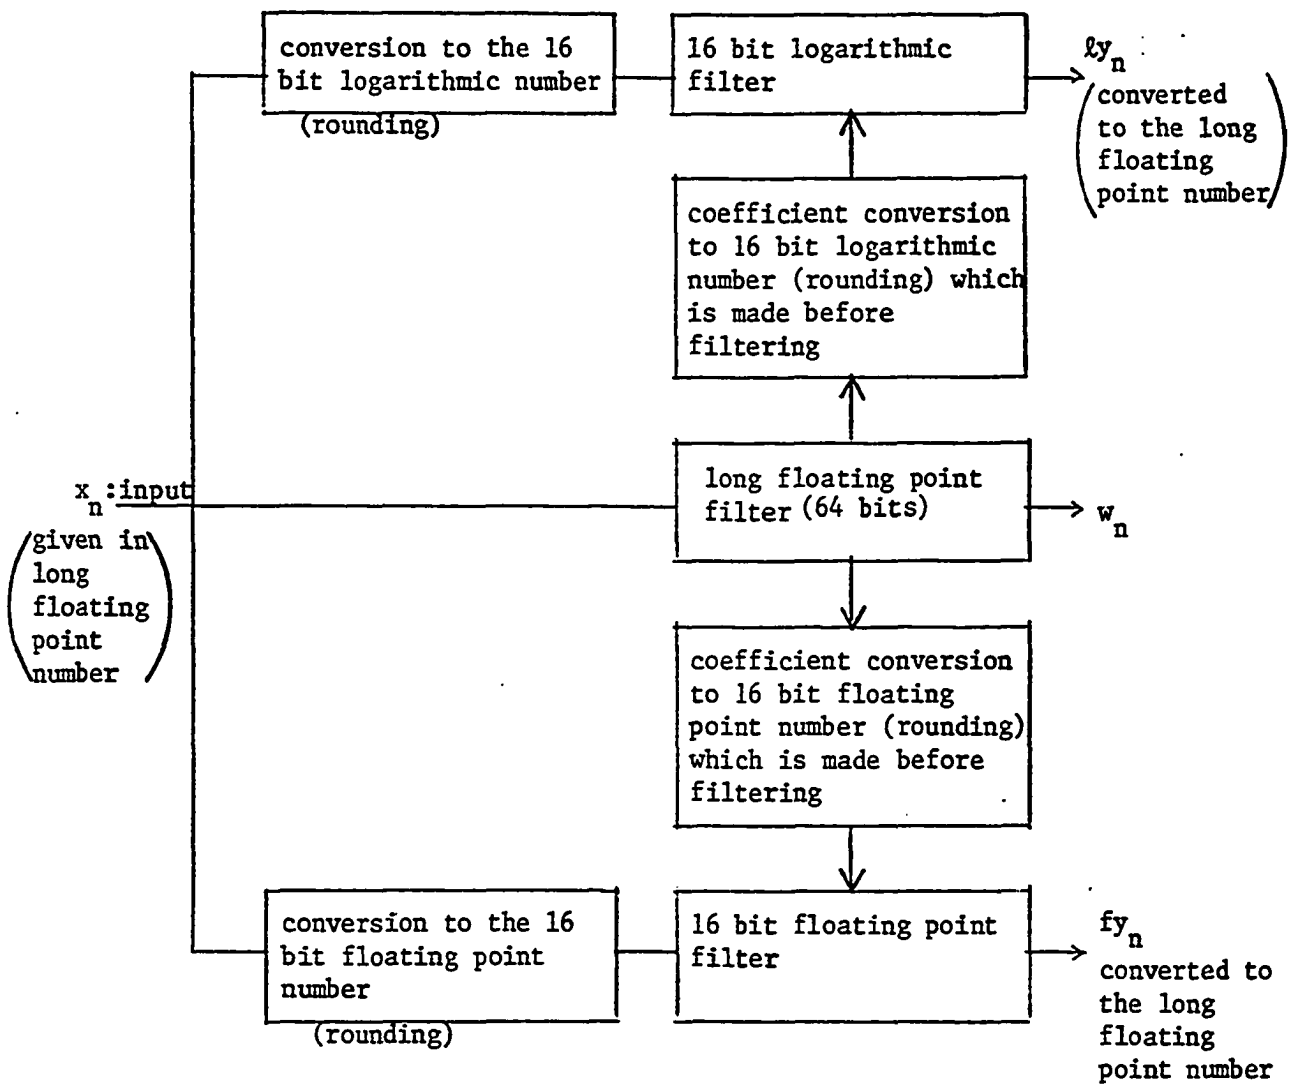 conversion to the 16
bit logarithmic number
(rounding)
16 bit logarithmic
filter
ℓy_n
(converted
to the long
floating
point number)
coefficient conversion
to 16 bit logarithmic
number (rounding) which
is made before
filtering
x_n:input
(given in
long
floating
point
number)
long floating point
filter (64 bits)
w_n
coefficient conversion
to 16 bit floating
point number (rounding)
which is made before
filtering
conversion to the 16
bit floating point
number
(rounding)
16 bit floating point
filter
fy_n
converted to
the long
floating
point number